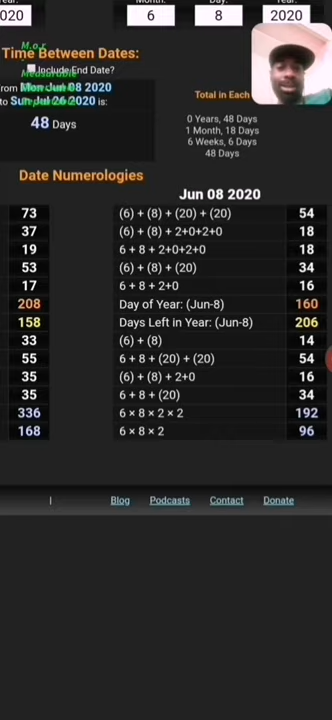 Year:
Month:
Day:
Year:
020
6
8
2020
M.o.r
Time Between Dates:
Measurable
Include End Date?
From Mon Jun 08 2020
to Sun Jul 26 2020 is:
48 Days
Total in Each
0 Years, 48 Days
1 Month, 18 Days
6 Weeks, 6 Days
48 Days
Date Numerologies
Jun 08 2020
73 (6) + (8) + (20) + (20) 54
37 (6) + (8) + 2+0+2+0 18
19 6 + 8 + 2+0+2+0 18
53 (6) + (8) + (20) 34
17 6 + 8 + 2+0 16
208 Day of Year: (Jun-8) 160
158 Days Left in Year: (Jun-8) 206
33 (6) + (8) 14
55 6 + 8 + (20) + (20) 54
35 (6) + (8) + 2+0 16
35 6 + 8 + (20) 34
336 6 × 8 × 2 × 2 192
168 6 × 8 × 2 96
| Blog Podcasts Contact Donate